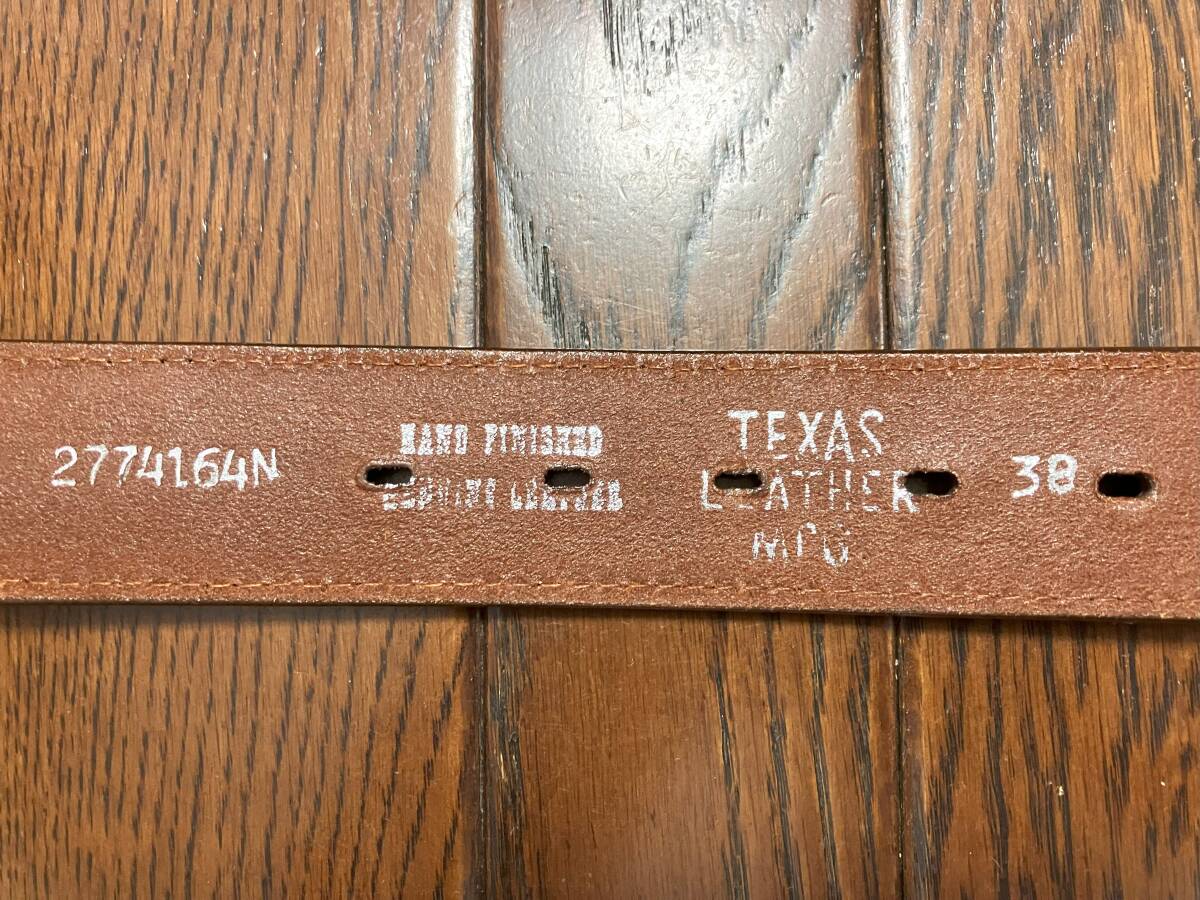 2774164N
HAND FINISHED
TEXAS
LEATHER
MFG
38